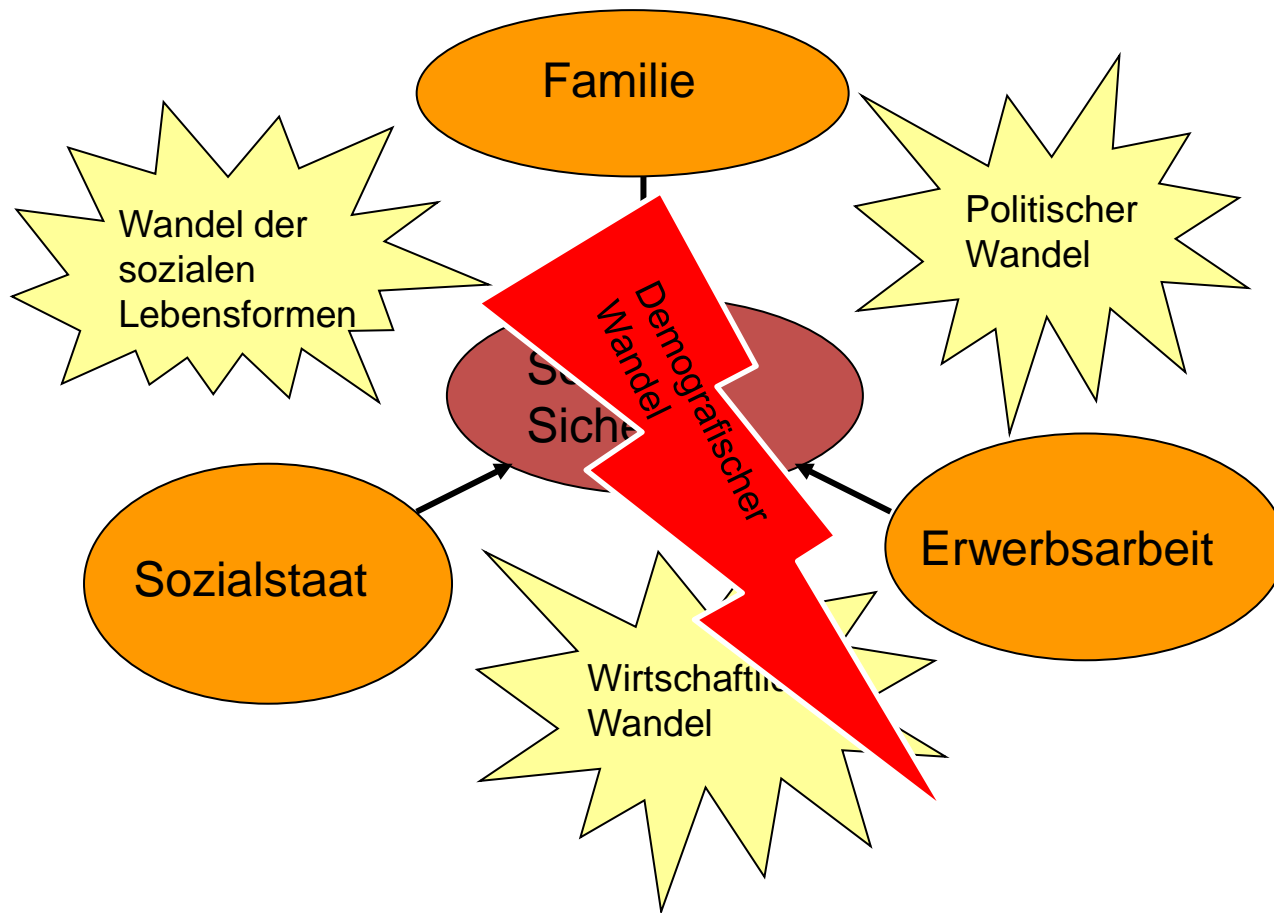 Familie
Wandel der
sozialen
Lebensformen
Politischer
Wandel
Demografischer
Wandel
Sozialstaat
Erwerbsarbeit
Wandel